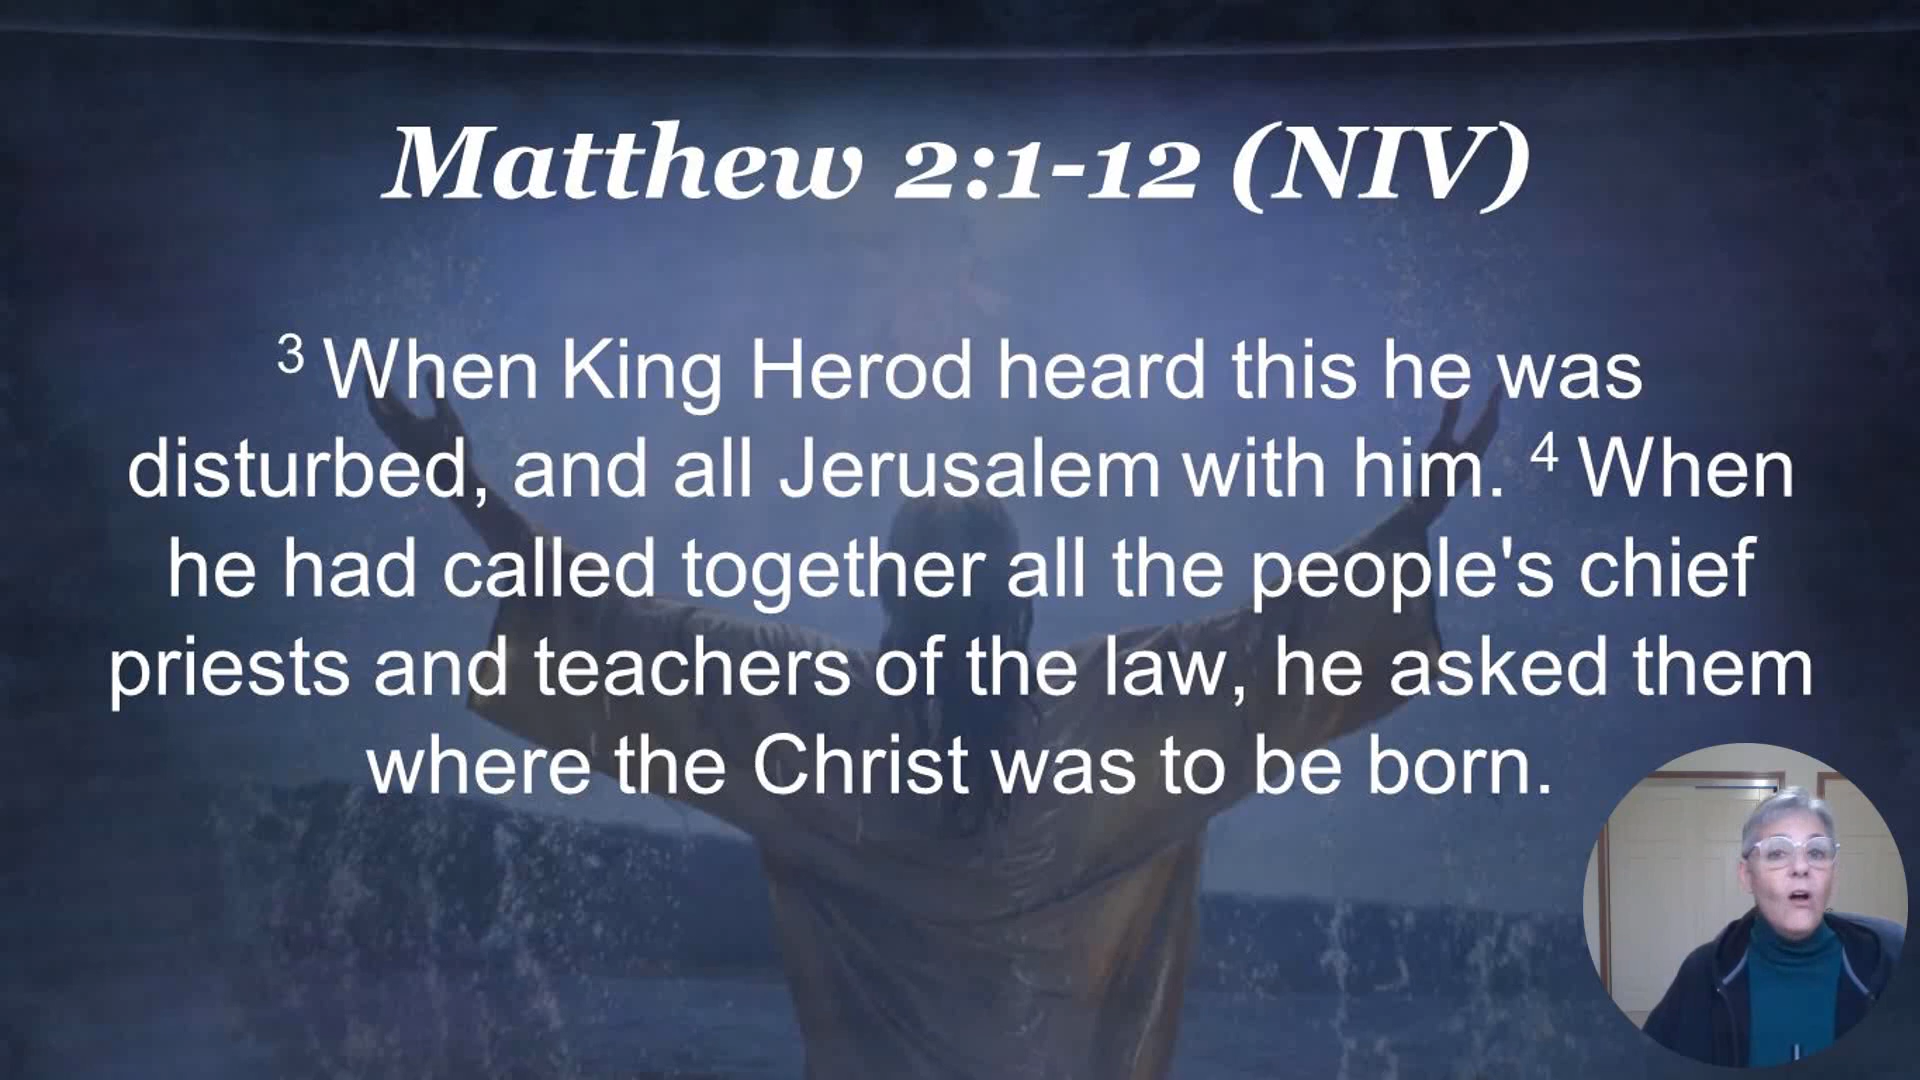 Matthew 2:1-12 (NIV)
3 When King Herod heard this he was
disturbed, and all Jerusalem with him. 4 When
he had called together all the people's chief
priests and teachers of the law, he asked them
where the Christ was to be born.